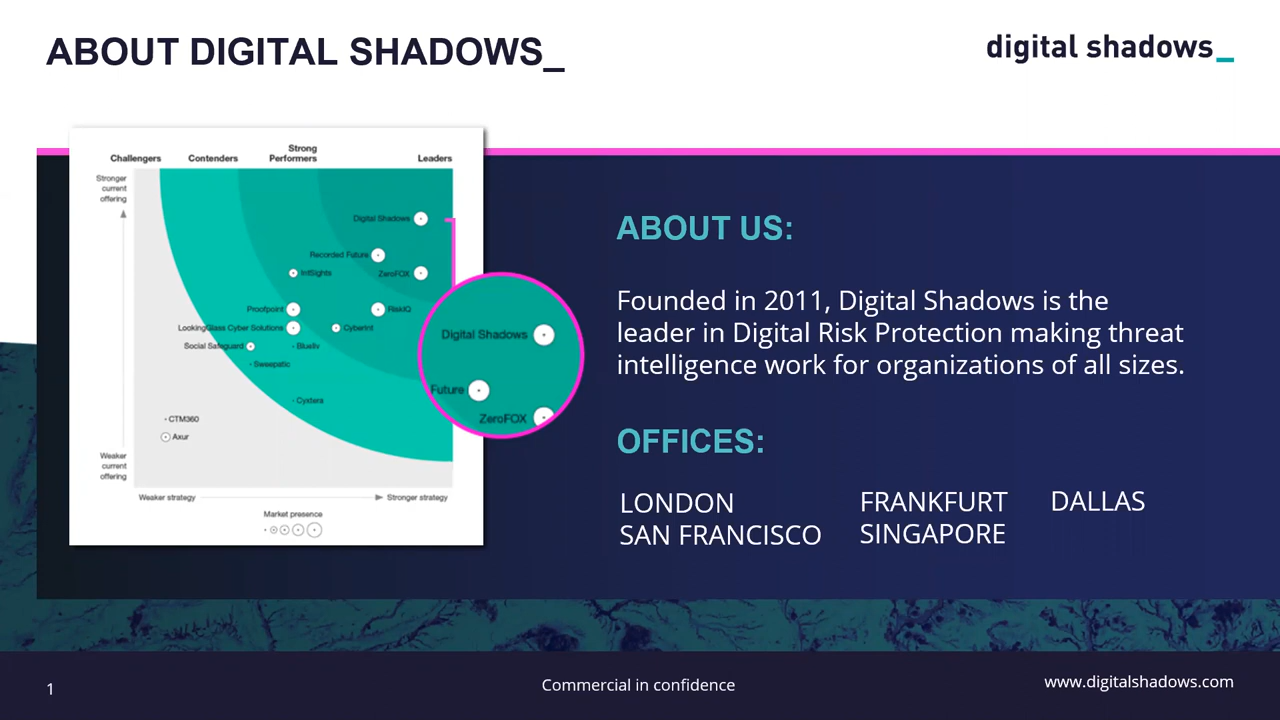 ABOUT DIGITAL SHADOWS_
digital shadows_
Challengers
Contenders
Strong
Performers
Leaders
Stronger
current
offering
Digital Shadows
Recorded Future
IntSights
ZeroFOX
Proofpoint
RiskIQ
LookingGlass Cyber Solutions
Cyberint
Social Safeguard
Blueliv
Sweepatic
Cyxtera
CTM360
Axur
Weaker
current
offering
Weaker strategy
Stronger strategy
Market presence
Digital Shadows
Future
ZeroFOX
ABOUT US:
Founded in 2011, Digital Shadows is the
leader in Digital Risk Protection making threat
intelligence work for organizations of all sizes.
OFFICES:
LONDON
SAN FRANCISCO
FRANKFURT
SINGAPORE
DALLAS
1
Commercial in confidence
www.digitalshadows.com